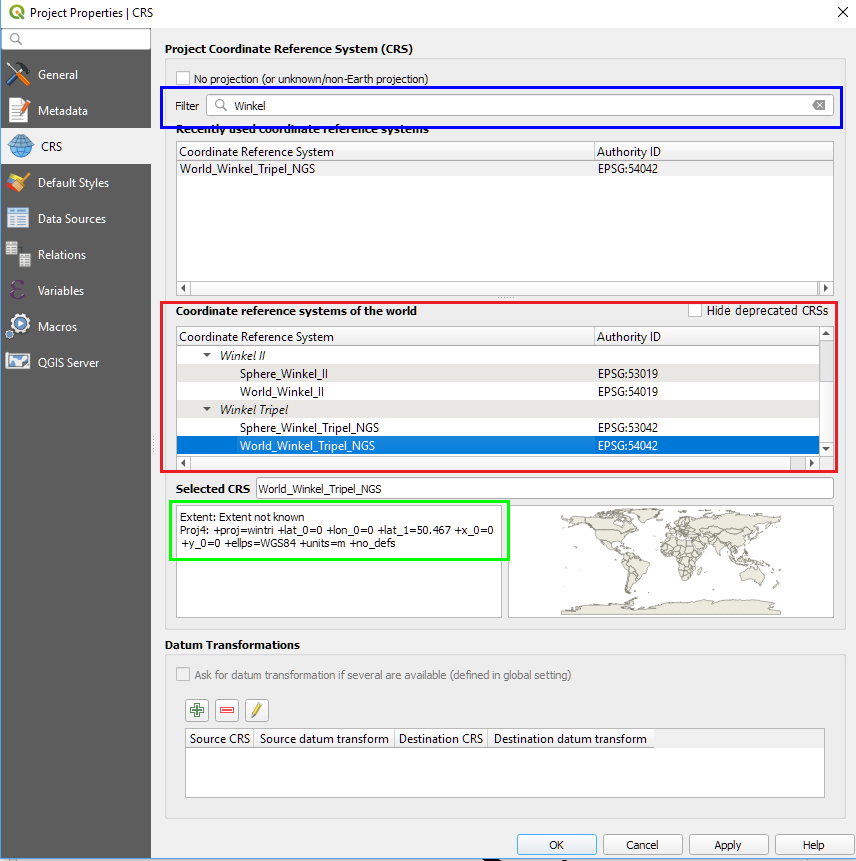 Project Properties | CRS
General
Metadata
CRS
Default Styles
Data Sources
Relations
Variables
Macros
QGIS Server
Project Coordinate Reference System (CRS)
No projection (or unknown/non-Earth projection)
Filter Winkel
Recently used coordinate reference systems
Coordinate Reference System Authority ID
World_Winkel_Tripel_NGS EPSG:54042
Coordinate reference systems of the world Hide deprecated CRSs
Coordinate Reference System Authority ID
Winkel II
Sphere_Winkel_II EPSG:53019
World_Winkel_II EPSG:54019
Winkel Tripel
Sphere_Winkel_Tripel_NGS EPSG:53042
World_Winkel_Tripel_NGS EPSG:54042
Selected CRS World_Winkel_Tripel_NGS
Extent: Extent not known
Proj4: +proj=wintri +lat_0=0 +lon_0=0 +lat_1=50.467 +x_0=0
+y_0=0 +ellps=WGS84 +units=m +no_defs
Datum Transformations
Ask for datum transformation if several are available (defined in global setting)
Source CRS Source datum transform Destination CRS Destination datum transform
OK Cancel Apply Help